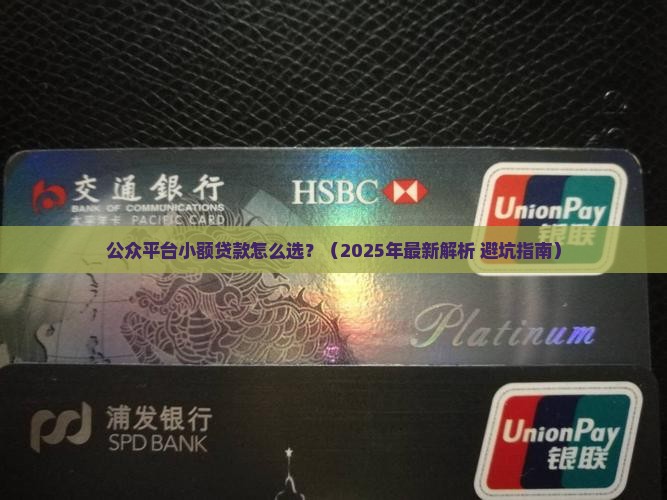 交通銀行
BANK OF COMMUNICATIONS
太平洋卡 PACIFIC CARD
HSBC
UnionPay
银联
公众平台小额贷款怎么选？（2025年最新解析 避坑指南）
Platinum
浦发银行
SPD BANK
UnionPay
银联